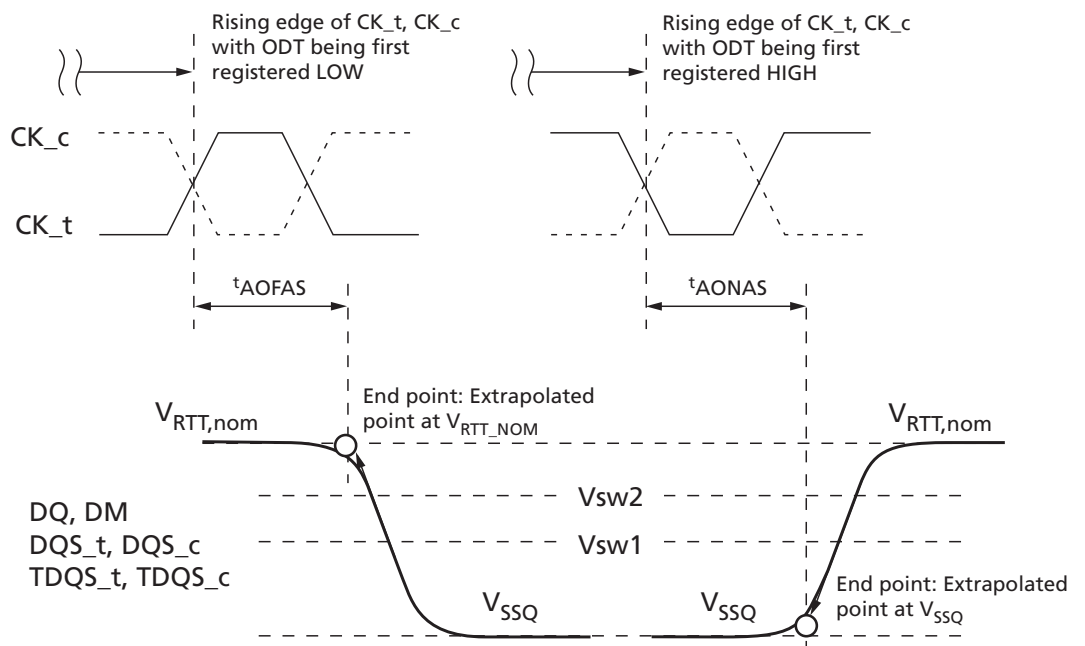 Rising edge of CK_t, CK_c
with ODT being first
registered LOW
Rising edge of CK_t, CK_c
with ODT being first
registered HIGH
CK_c
CK_t
tAOFAS
tAONAS
End point: Extrapolated
point at VRTT_NOM
VRTT,nom
VRTT,nom
Vsw2
DQ, DM
DQS_t, DQS_c
TDQS_t, TDQS_c
Vsw1
VSSQ
VSSQ
End point: Extrapolated
point at VSSQ